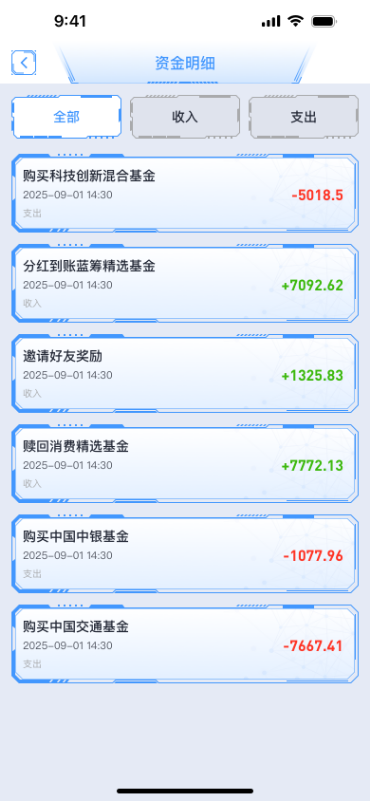 9:41
资金明细
全部
收入
支出
购买科技创新混合基金
2025-09-01 14:30
支出
-5018.5
分红到账蓝筹精选基金
2025-09-01 14:30
收入
+7092.62
邀请好友奖励
2025-09-01 14:30
收入
+1325.83
赎回消费精选基金
2025-09-01 14:30
收入
+7772.13
购买中国中银基金
2025-09-01 14:30
支出
-1077.96
购买中国交通基金
2025-09-01 14:30
支出
-7667.41